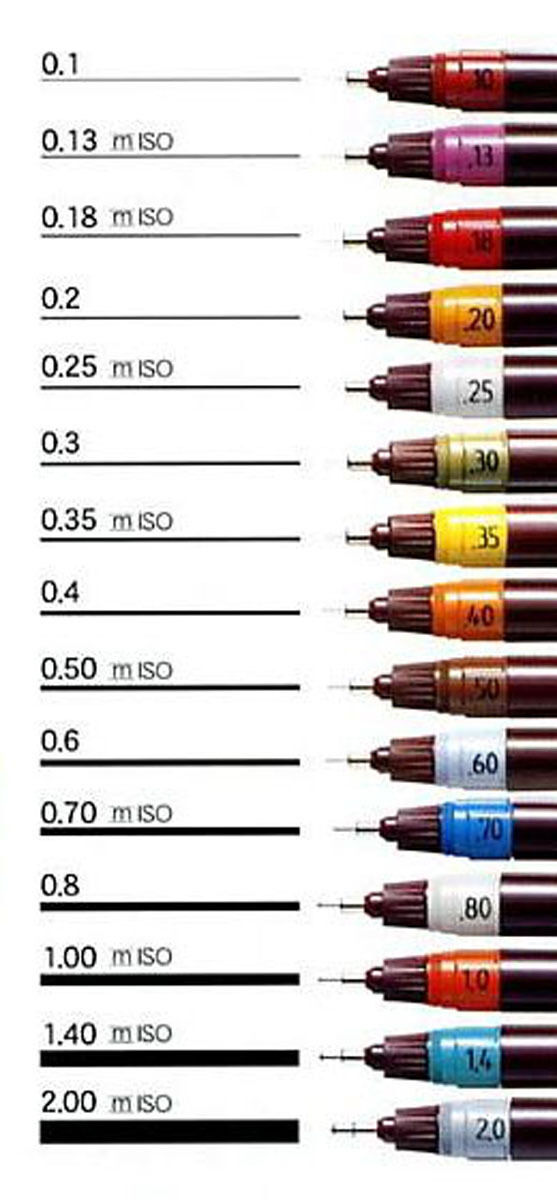 0.1
.10
0.13 m ISO
.13
0.18 m ISO
.18
0.2
.20
0.25 m ISO
.25
0.3
.30
0.35 m ISO
.35
0.4
.40
0.50 m ISO
.50
0.6
.60
0.70 m ISO
.70
0.8
.80
1.00 m ISO
1.0
1.40 m ISO
1.4
2.00 m ISO
2.0